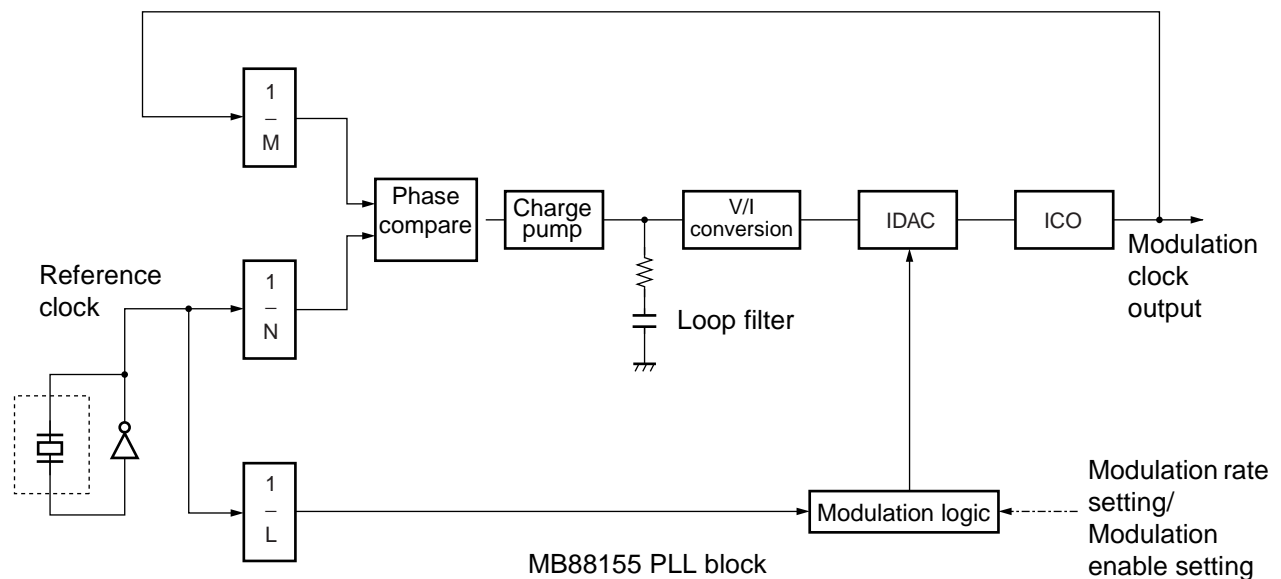 1
M
Phase
compare
Charge
pump
V/I
conversion
IDAC
ICO
Modulation
clock
output
Reference
clock
1
N
Loop filter
1
L
Modulation logic
Modulation rate
setting/
Modulation
enable setting
MB88155 PLL block